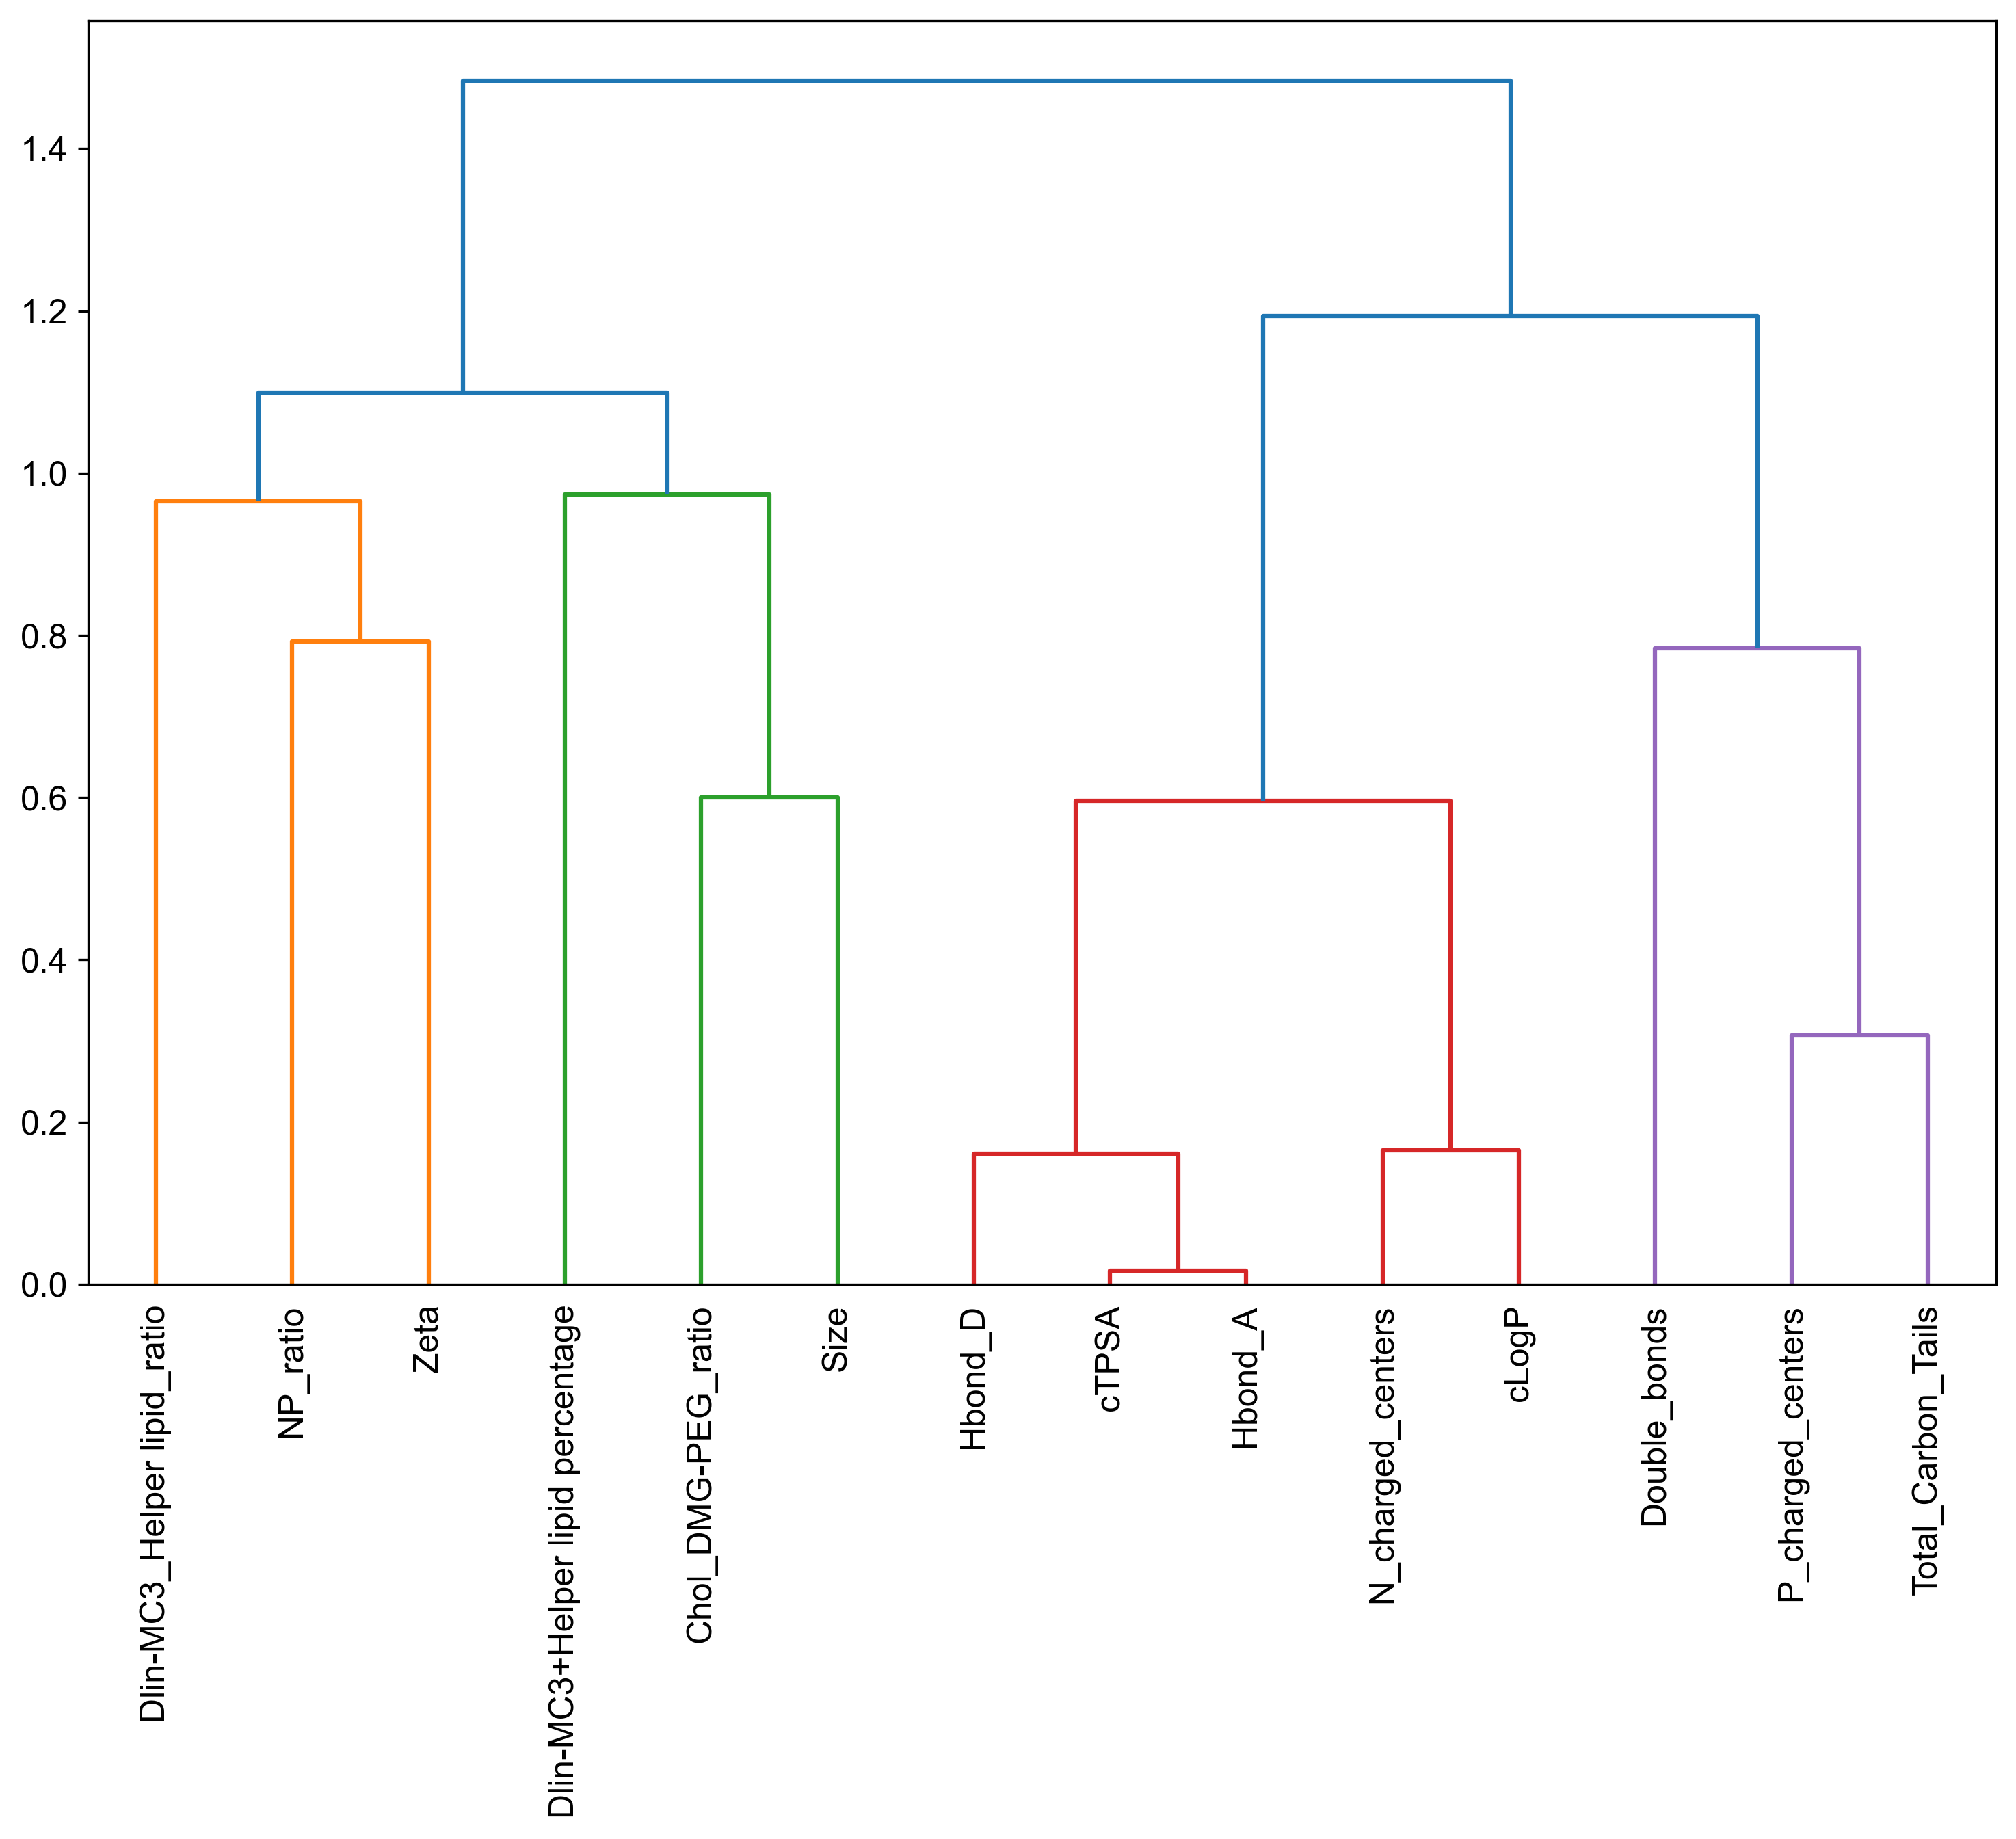 1.4
1.2
1.0
0.8
0.6
0.4
0.2
0.0
Dlin-MC3_Helper lipid_ratio
NP_ratio
Zeta
Dlin-MC3+Helper lipid percentage
Chol_DMG-PEG_ratio
Size
Hbond_D
cTPSA
Hbond_A
N_charged_centers
cLogP
Double_bonds
P_charged_centers
Total_Carbon_Tails